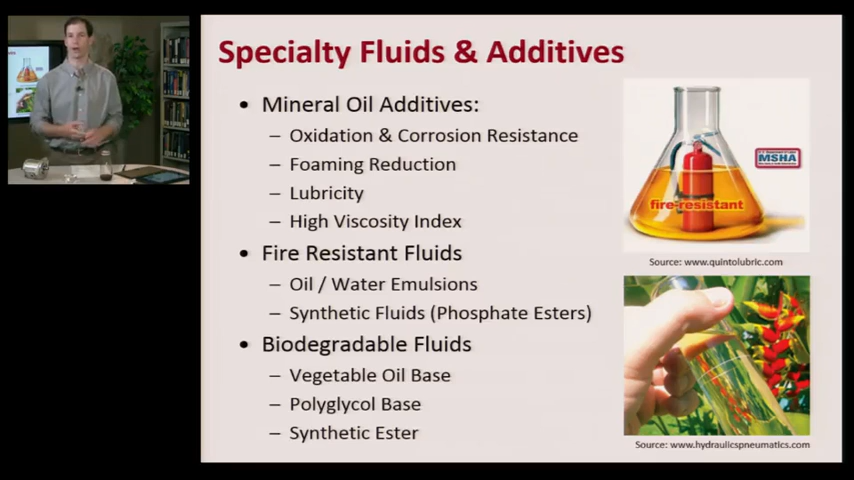 Specialty Fluids & Additives
• Mineral Oil Additives:
– Oxidation & Corrosion Resistance
– Foaming Reduction
– Lubricity
– High Viscosity Index
• Fire Resistant Fluids
– Oil / Water Emulsions
– Synthetic Fluids (Phosphate Esters)
• Biodegradable Fluids
– Vegetable Oil Base
– Polyglycol Base
– Synthetic Ester
MSHA
fire-resistant
Source: www.quintolubric.com
Source: www.hydraulicspneumatics.com